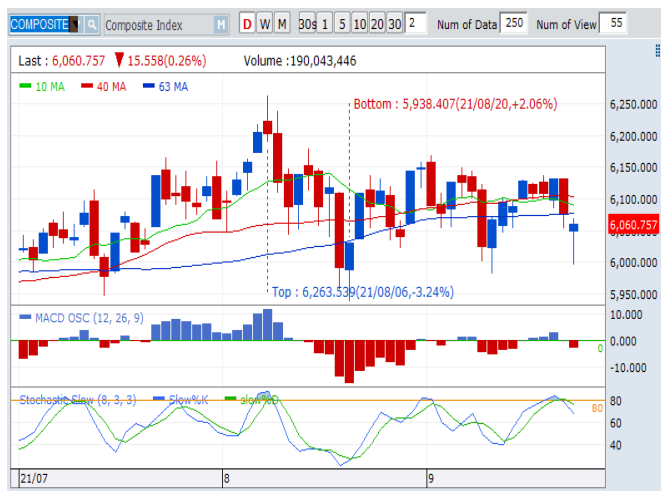 COMPOSITE Composite Index M D W M 30s 1 5 10 20 30 2 Num of Data 250 Num of View 55
Last : 6,060.757 ▼ 15.558(0.26%) Volume :190,043,446
10 MA 40 MA 63 MA
Bottom : 5,938.407(21/08/20,+2.06%)
6,250.000
6,200.000
6,150.000
6,100.000
6,060.757
6,000.000
5,950.000
Top : 6,263.539(21/08/06,-3.24%)
MACD OSC (12, 26, 9)
10.000
0.000
0
-10.000
Stochastic Slow (8, 3, 3) Slow%K slow%D
80
80
60
40
21/07 8 9